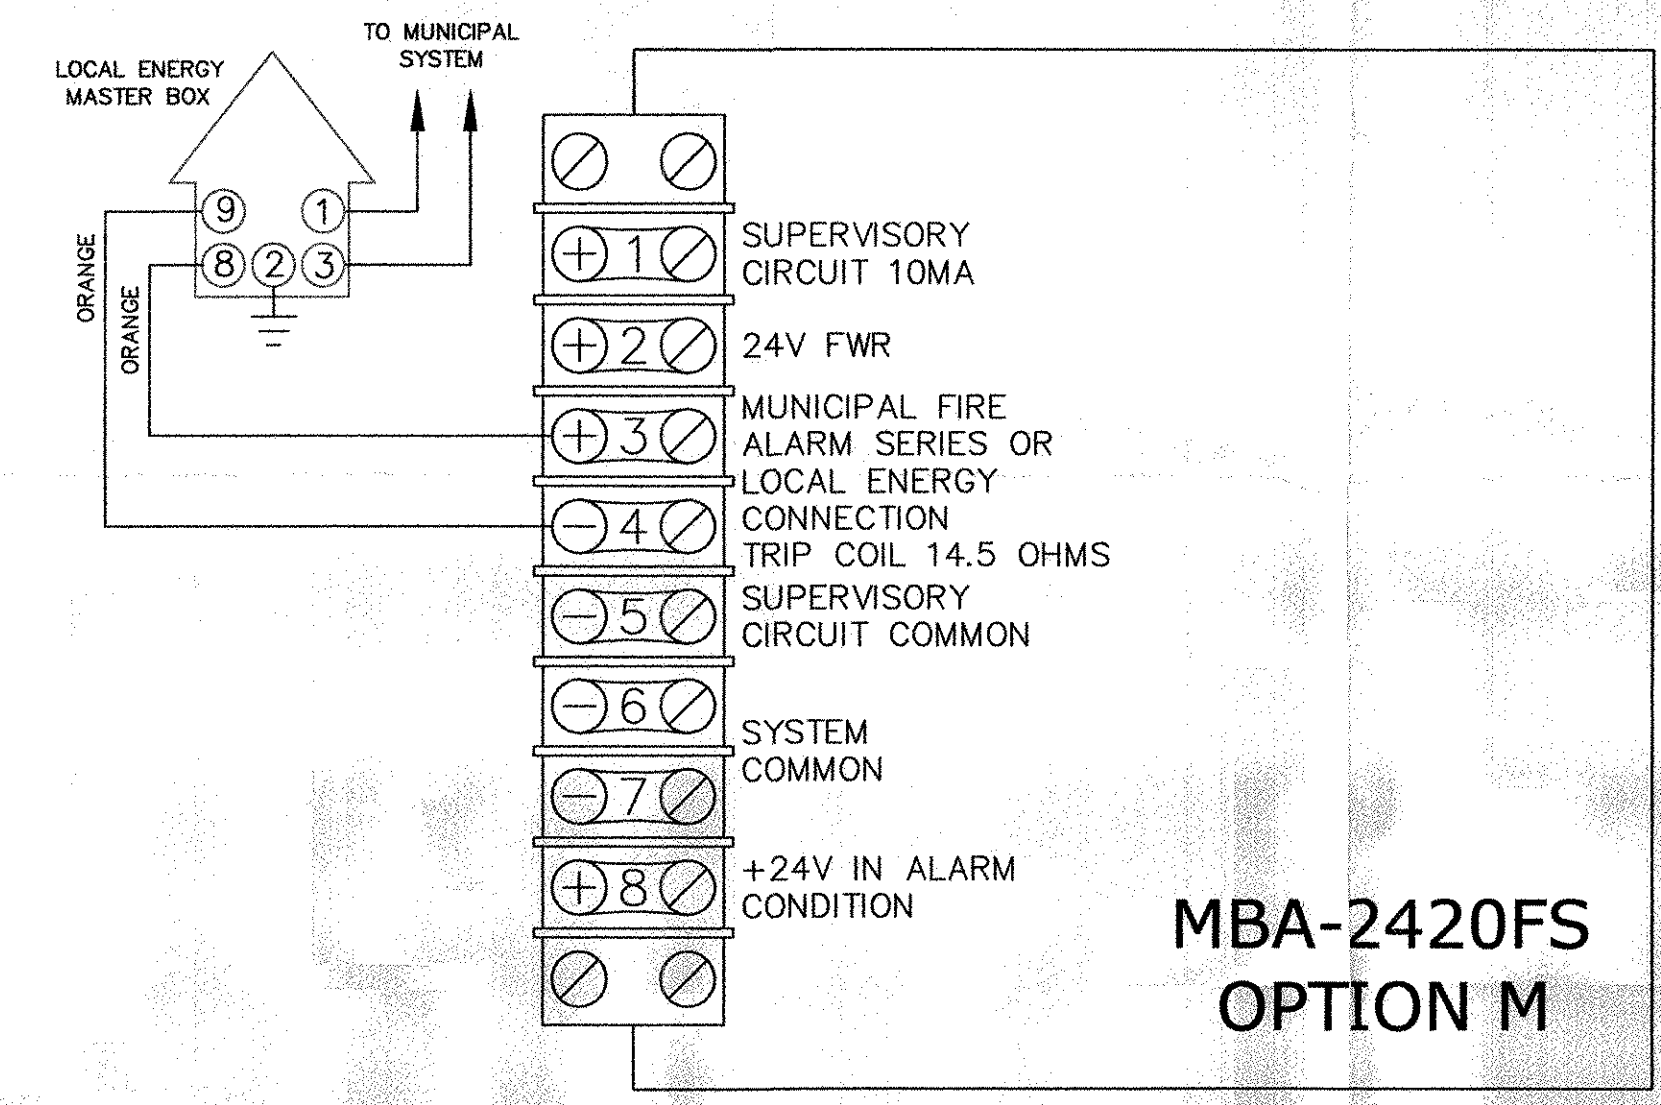 TO MUNICIPAL
SYSTEM
LOCAL ENERGY
MASTER BOX
9
1
8
2
3
ORANGE
ORANGE
+ 1
SUPERVISORY
CIRCUIT 10MA
+ 2
24V FWR
+ 3
MUNICIPAL FIRE
ALARM SERIES OR
LOCAL ENERGY
CONNECTION
TRIP COIL 14.5 OHMS
- 4
- 5
SUPERVISORY
CIRCUIT COMMON
- 6
SYSTEM
COMMON
- 7
+ 8
+24V IN ALARM
CONDITION
MBA-2420FS
OPTION M